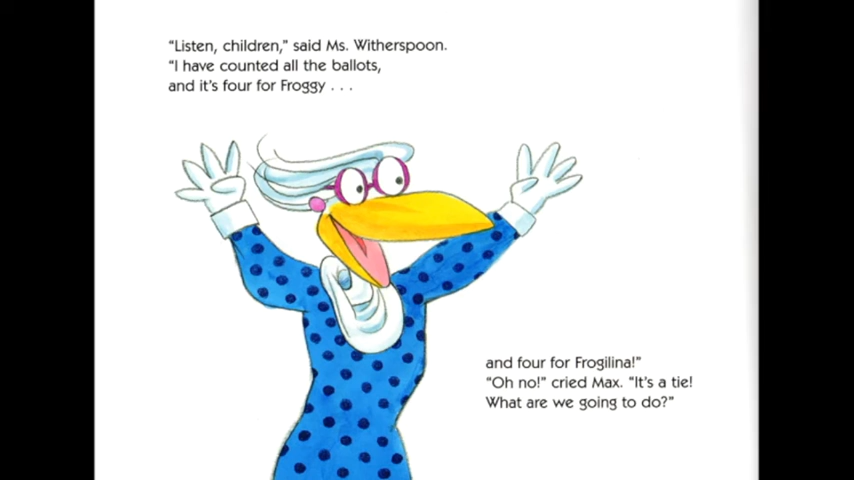 “Listen, children,” said Ms. Witherspoon.
“I have counted all the ballots,
and it’s four for Froggy . . .
and four for Frogilina!”
“Oh no!” cried Max. “It’s a tie!
What are we going to do?”